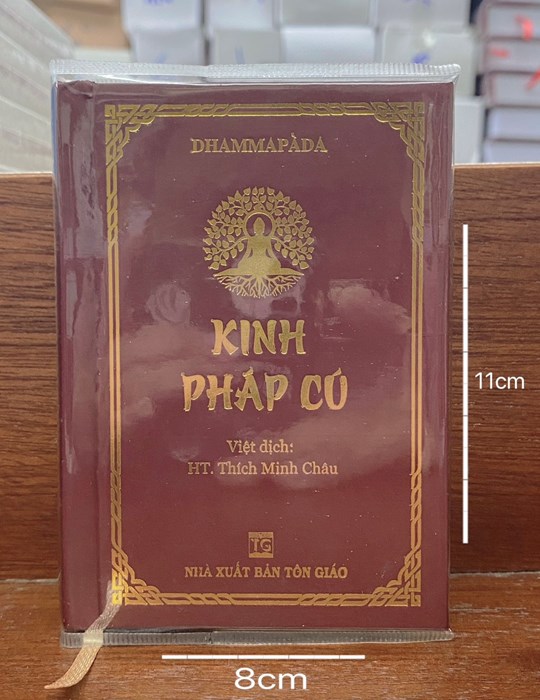 DHAMMAPÀDA
KINH
PHÁP CÚ
Việt dịch:
HT. Thích Minh Châu
TG
NHÀ XUẤT BẢN TÔN GIÁO
11cm
8cm